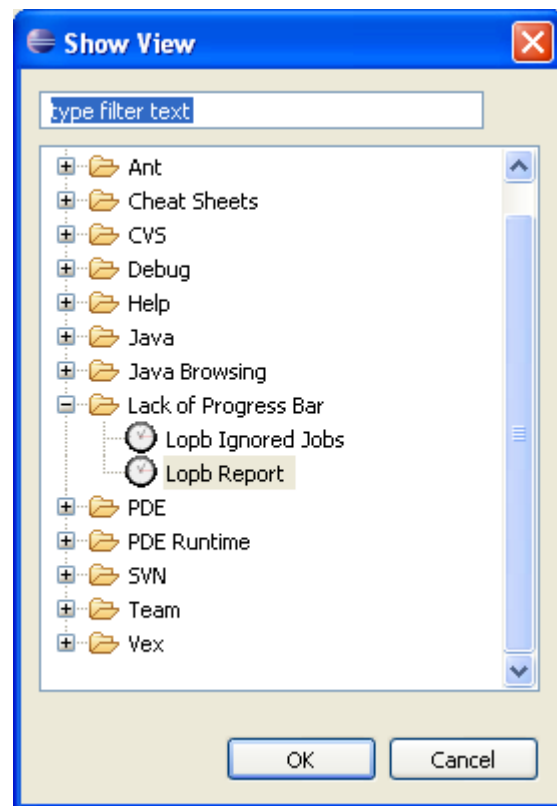 Show View
type filter text
Ant
Cheat Sheets
CVS
Debug
Help
Java
Java Browsing
Lack of Progress Bar
Lopb Ignored Jobs
Lopb Report
PDE
PDE Runtime
SVN
Team
Vex
OK Cancel